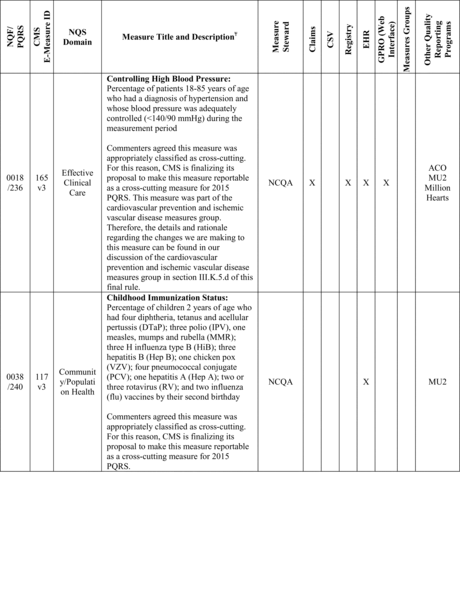 NQF/
PQRS
CMS
E-Measure ID
NQS
Domain
Measure Title and Description¥
Measure
Steward
Claims
CSV
Registry
EHR
GPRO (Web
Interface)
Measures Groups
Other Quality
Reporting
Programs
0018
/236
165
v3
Effective
Clinical
Care
Controlling High Blood Pressure:
Percentage of patients 18-85 years of age
who had a diagnosis of hypertension and
whose blood pressure was adequately
controlled (<140/90 mmHg) during the
measurement period
Commenters agreed this measure was
appropriately classified as cross-cutting.
For this reason, CMS is finalizing its
proposal to make this measure reportable
as a cross-cutting measure for 2015
PQRS. This measure was part of the
cardiovascular prevention and ischemic
vascular disease measures group.
Therefore, the details and rationale
regarding the changes we are making to
this measure can be found in our
discussion of the cardiovascular
prevention and ischemic vascular disease
measures group in section III.K.5.d of this
final rule.
NCQA
X
X
X
X
ACO
MU2
Million
Hearts
0038
/240
117
v3
Communit
y/Populati
on Health
Childhood Immunization Status:
Percentage of children 2 years of age who
had four diphtheria, tetanus and acellular
pertussis (DTaP); three polio (IPV), one
measles, mumps and rubella (MMR);
three H influenza type B (HiB); three
hepatitis B (Hep B); one chicken pox
(VZV); four pneumococcal conjugate
(PCV); one hepatitis A (Hep A); two or
three rotavirus (RV); and two influenza
(flu) vaccines by their second birthday
Commenters agreed this measure was
appropriately classified as cross-cutting.
For this reason, CMS is finalizing its
proposal to make this measure reportable
as a cross-cutting measure for 2015
PQRS.
NCQA
X
MU2